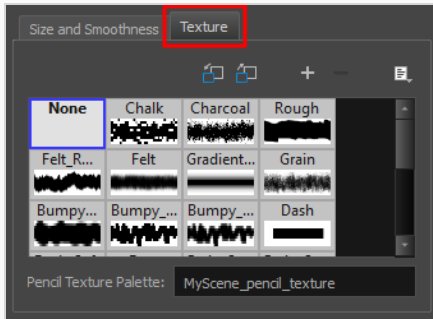 Size and Smoothness Texture
None Chalk Charcoal Rough
Felt_R... Felt Gradient... Grain
Bumpy... Bumpy_... Bumpy_... Dash
Pencil Texture Palette: MyScene_pencil_texture